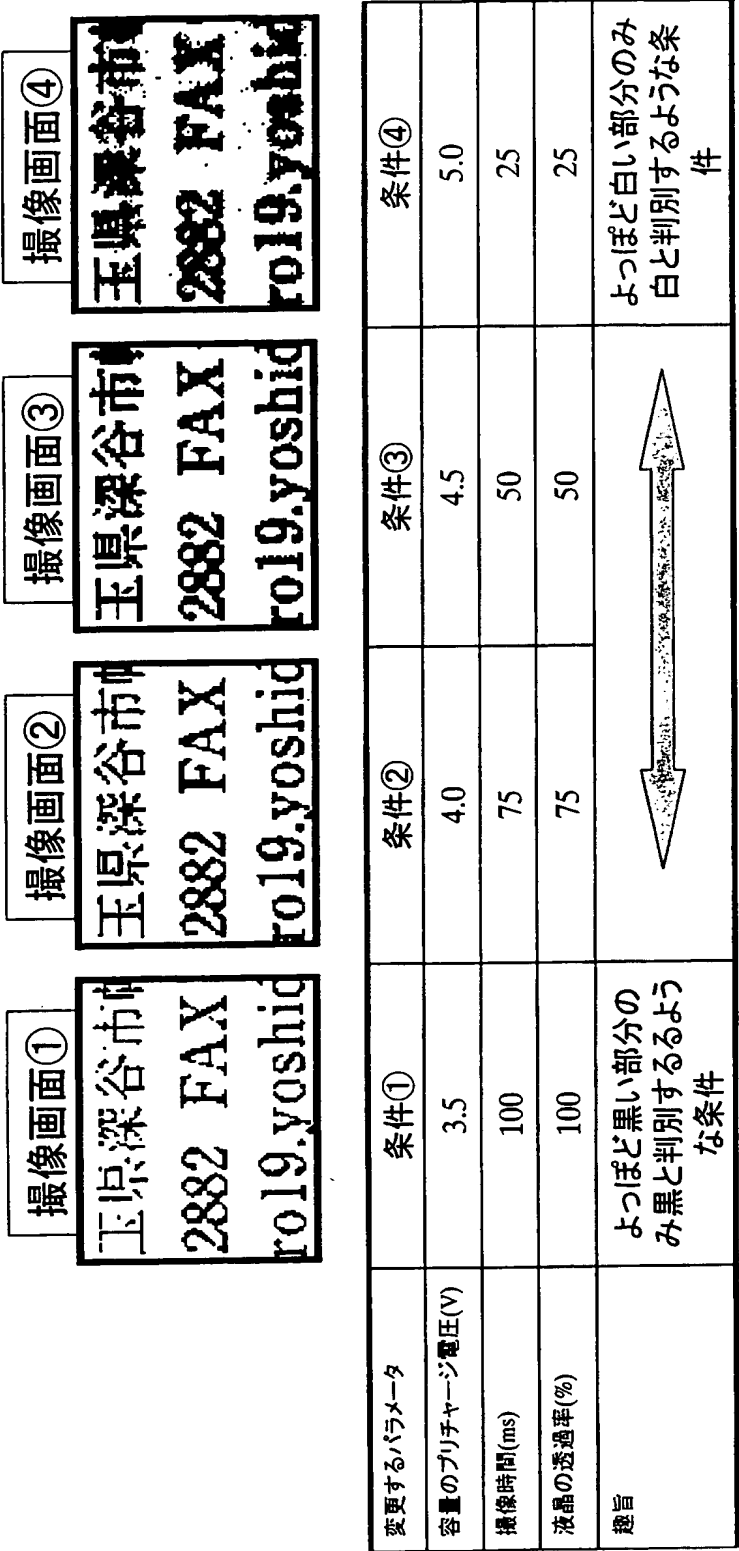 撮像画面①
撮像画面②
撮像画面③
撮像画面④
玉県深谷市
2882 FAX
ro19.yoshid
玉県深谷市
2882 FAX
ro19.yoshid
玉県深谷市
2882 FAX
ro19.yoshid
玉県深谷市
2882 FAX
ro19.yoshid
変更するパラメータ 条件① 条件② 条件③ 条件④
容量のプリチャージ電圧(V) 3.5 4.0 4.5 5.0
撮像時間(ms) 100 75 50 25
液晶の透過率(%) 100 75 50 25
趣旨
よっぽど黒い部分の
み黒と判別するるよう
な条件
よっぽど白い部分のみ
白と判別するような条
件